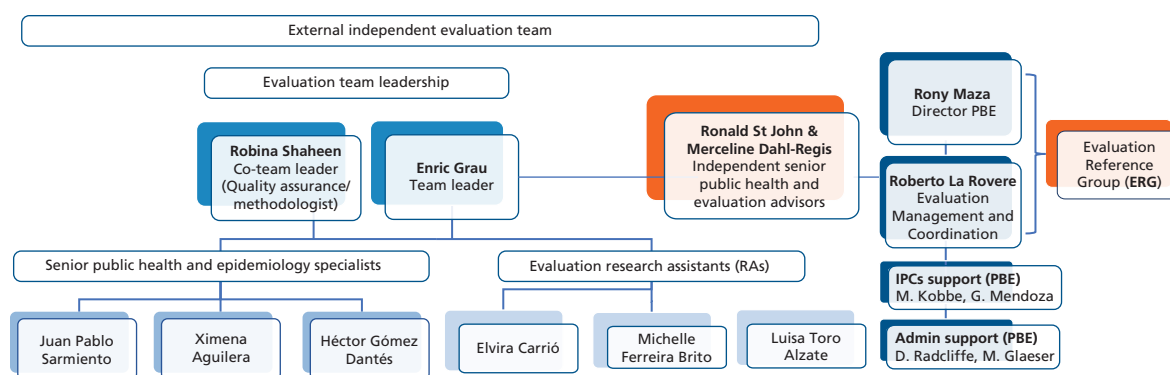 External independent evaluation team
Evaluation team leadership
Robina Shaheen
Co-team leader
(Quality assurance/
methodologist)
Enric Grau
Team leader
Ronald St John &
Merceline Dahl-Regis
Independent senior
public health and
evaluation advisors
Rony Maza
Director PBE
Roberto La Rovere
Evaluation
Management and
Coordination
Evaluation
Reference
Group (ERG)
Senior public health and epidemiology specialists
Evaluation research assistants (RAs)
IPCs support (PBE)
M. Kobbe, G. Mendoza
Admin support (PBE)
D. Radcliffe, M. Glaeser
Juan Pablo
Sarmiento
Ximena
Aguilera
Héctor Gómez
Dantés
Elvira Carrió
Michelle
Ferreira Brito
Luisa Toro
Alzate